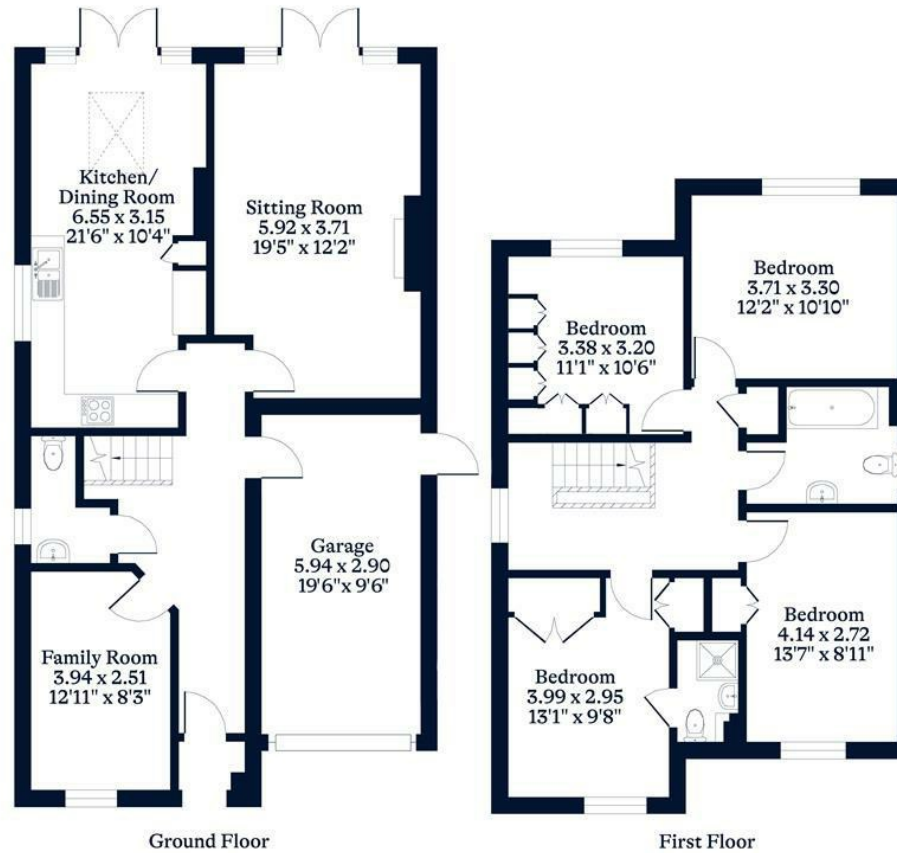 Kitchen/
Dining Room
6.55 x 3.15
21'6" x 10'4"
Sitting Room
5.92 x 3.71
19'5" x 12'2"
Garage
5.94 x 2.90
19'6"x 9'6"
Family Room
3.94 x 2.51
12'11" x 8'3"
Ground Floor
Bedroom
3.71 x 3.30
12'2" x 10'10"
Bedroom
3.38 x 3.20
11'1" x 10'6"
Bedroom
4.14 x 2.72
13'7" x 8'11"
Bedroom
3.99 x 2.95
13'1" x 9'8"
First Floor